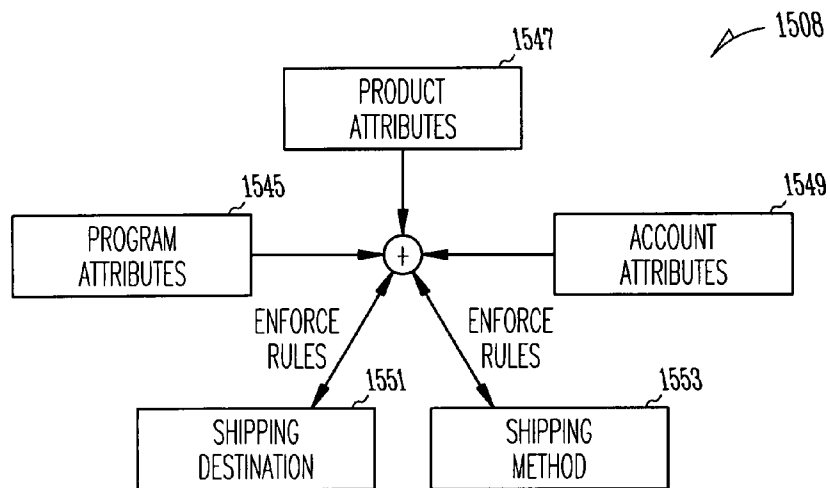 1508
1547
PRODUCT
ATTRIBUTES
1545
PROGRAM
ATTRIBUTES
1549
ACCOUNT
ATTRIBUTES
+
ENFORCE
RULES
ENFORCE
RULES
1551
SHIPPING
DESTINATION
1553
SHIPPING
METHOD